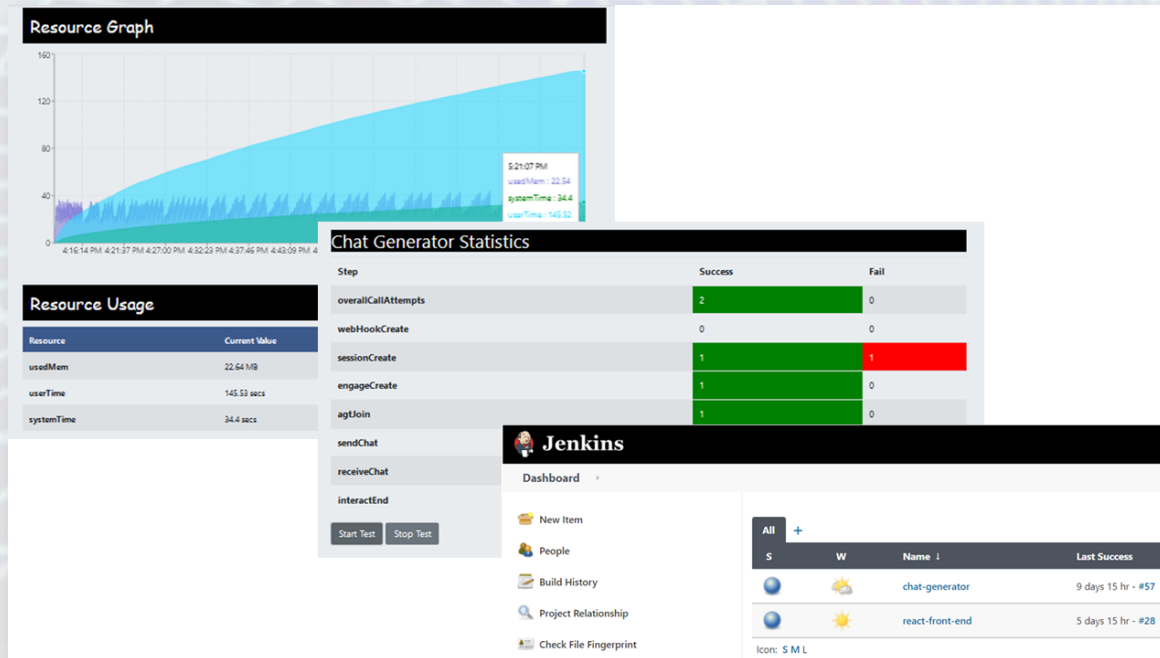 Resource Graph
160
120
80
40
0
4:16:14 PM 4:21:37 PM 4:27:00 PM 4:32:23 PM 4:37:46 PM 4:43:09 PM 4
5:21:07 PM
usedMem : 22.54
systemTime : 34.4
userTime : 145.52
Resource Usage
Resource Current Value
usedMem 22.64 MB
userTime 145.53 secs
systemTime 34.4 secs
Chat Generator Statistics
Step Success Fail
overallCallAttempts 2 0
webHookCreate 0 0
sessionCreate 1 1
engageCreate 1 0
agtJoin 1 0
sendChat
receiveChat
interactEnd
Start Test Stop Test
Jenkins
Dashboard
New Item
People
Build History
Project Relationship
Check File Fingerprint
All +
S W Name ↓ Last Success
chat-generator 9 days 15 hr - #57
react-front-end 5 days 15 hr - #28
Icon: S M L